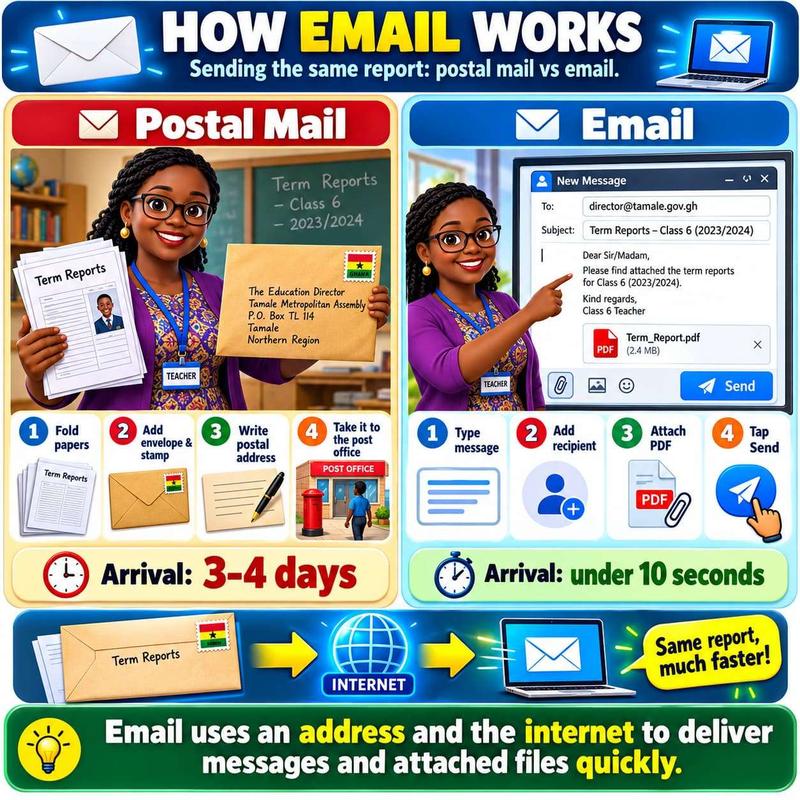 HOW EMAIL WORKS
Sending the same report: postal mail vs email.
Postal Mail
Term Reports
– Class 6
– 2023/2024
Term Reports
GHANA
The Education Director
Tamale Metropolitan Assembly
P.O. Box TL 114
Tamale
Northern Region
TEACHER
1 Fold
papers
Term Reports
2 Add
envelope &
stamp
3 Write
postal
address
4 Take it to
the post
office
POST OFFICE
Arrival: 3-4 days
Email
New Message
To: director@tamale.gov.gh
Subject: Term Reports – Class 6 (2023/2024)
Dear Sir/Madam,
Please find attached the term reports
for Class 6 (2023/2024).
Kind regards,
Class 6 Teacher
PDF
Term_Report.pdf
(2.4 MB)
Send
TEACHER
1 Type
message
2 Add
recipient
3 Attach
PDF
PDF
4 Tap
Send
Arrival: under 10 seconds
Term Reports
INTERNET
Same report,
much faster!
Email uses an address and the internet to deliver
messages and attached files quickly.